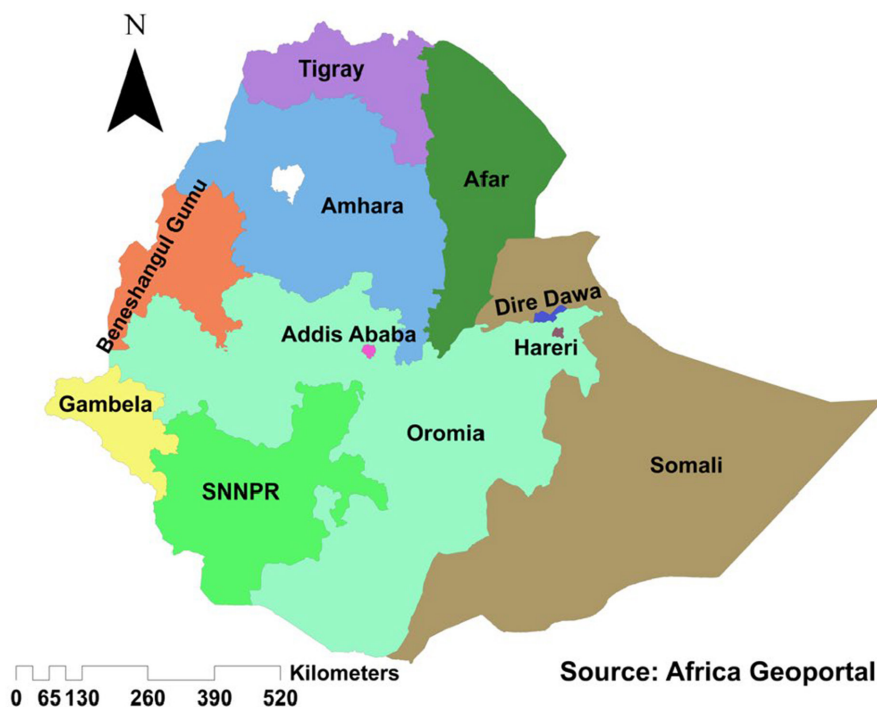 N
Tigray
Afar
Amhara
Beneshangul Gumu
Dire Dawa
Addis Ababa
Hareri
Gambela
Oromia
Somali
SNNPR
Kilometers
0 65 130 260 390 520
Source: Africa Geoportal